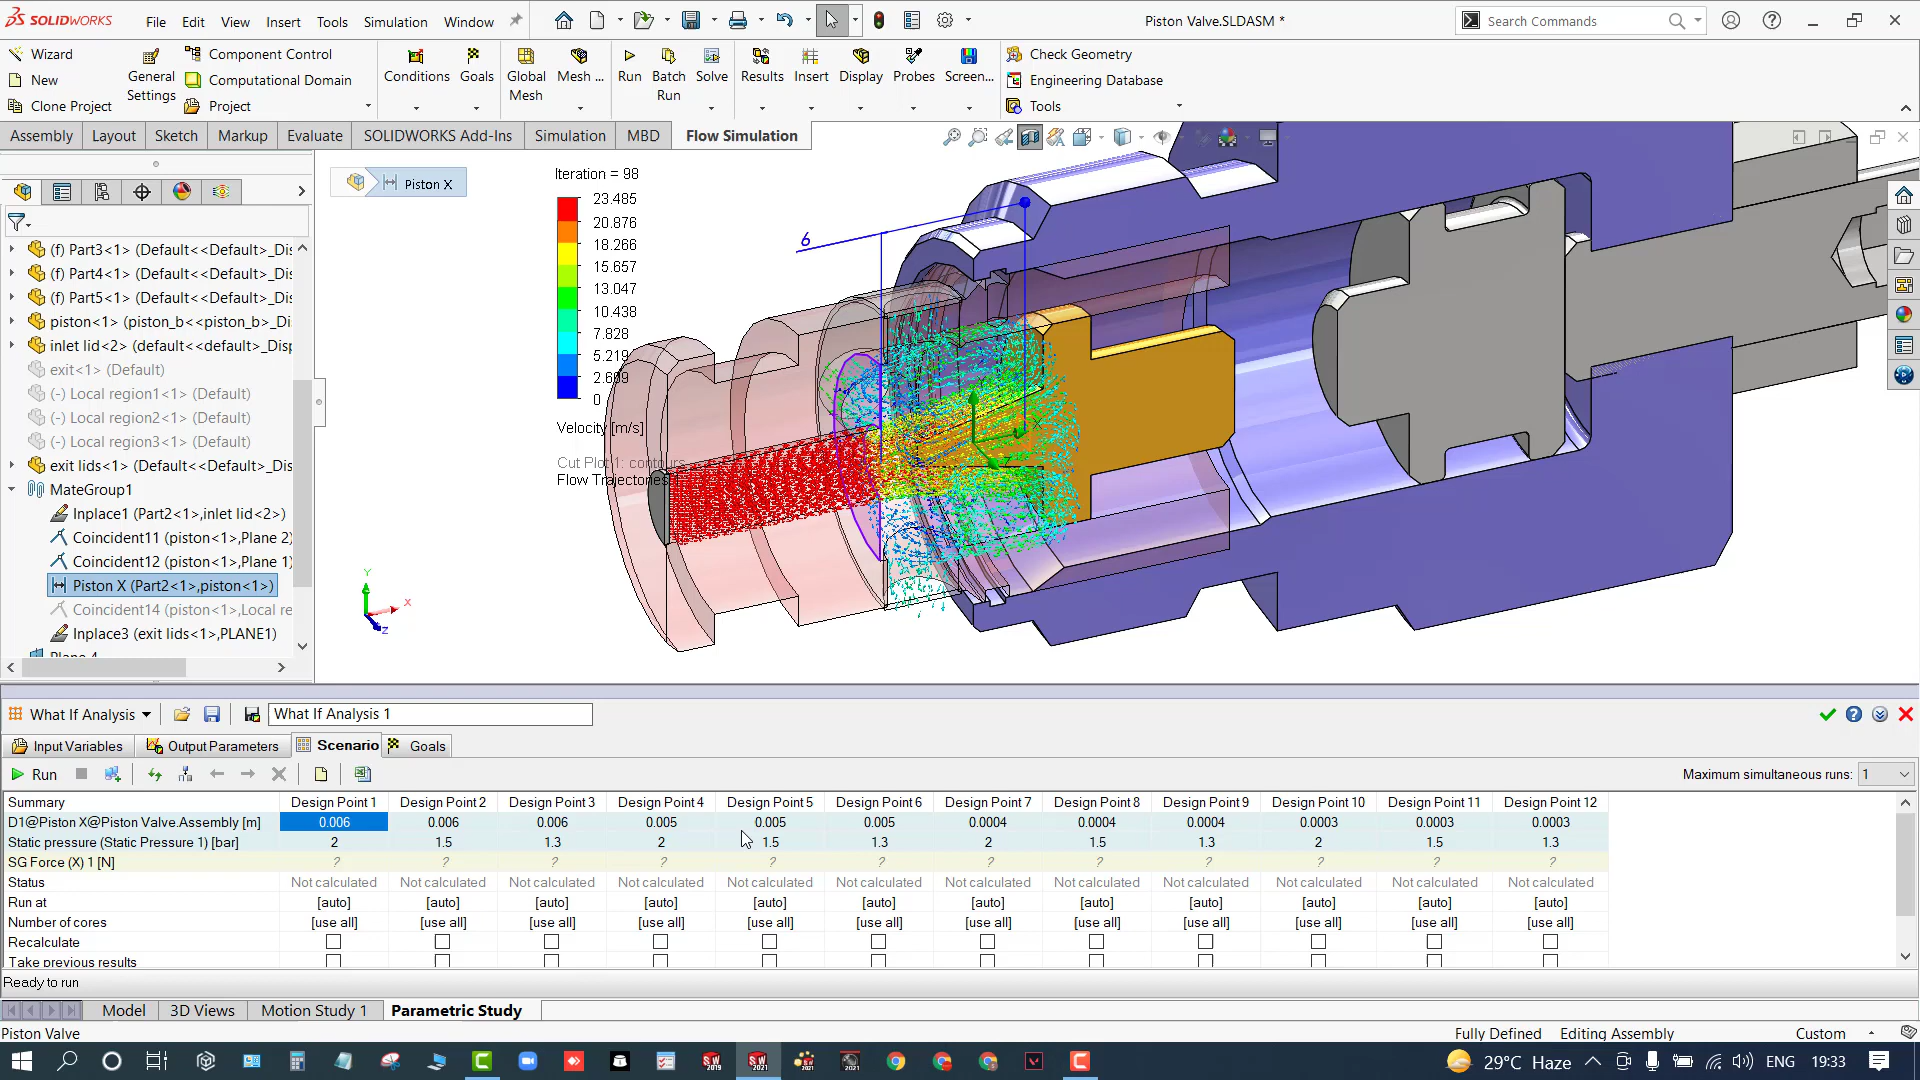 SOLIDWORKS File Edit View Insert Tools Simulation Window Piston Valve.SLDASM * Search Commands
Wizard
New
Clone Project
General Settings
Component Control
Computational Domain
Project
Conditions
Goals
Global Mesh
Mesh ...
Run
Batch Run
Solve
Results
Insert
Display
Probes
Screen...
Check Geometry
Engineering Database
Tools
Assembly Layout Sketch Markup Evaluate SOLIDWORKS Add-Ins Simulation MBD Flow Simulation
(f) Part3<1> (Default<<Default>_Dis
(f) Part4<1> (Default<<Default>_Dis
(f) Part5<1> (Default<<Default>_Dis
piston<1> (piston_b<<piston_b>_Di
inlet lid<2> (default<<default>_Disp
exit<1> (Default)
(-) Local region1<1> (Default)
(-) Local region2<1> (Default)
(-) Local region3<1> (Default)
exit lids<1> (Default<<Default>_Dis
MateGroup1
Inplace1 (Part2<1>,inlet lid<2>)
Coincident11 (piston<1>,Plane 2)
Coincident12 (piston<1>,Plane 1)
Piston X (Part2<1>,piston<1>)
Coincident14 (piston<1>,Local re
Inplace3 (exit lids<1>,PLANE1)
Plane 4
Piston X
Iteration = 98
23.485
20.876
18.266
15.657
13.047
10.438
7.828
5.219
2.609
0
Velocity [m/s]
Cut Plot 1: contours
Flow Trajectories 1
6
Y
X
Z
What If Analysis What If Analysis 1
Input Variables Output Parameters Scenario Goals
Run Maximum simultaneous runs: 1
Summary Design Point 1 Design Point 2 Design Point 3 Design Point 4 Design Point 5 Design Point 6 Design Point 7 Design Point 8 Design Point 9 Design Point 10 Design Point 11 Design Point 12
D1@Piston X@Piston Valve.Assembly [m] 0.006 0.006 0.006 0.005 0.005 0.005 0.0004 0.0004 0.0004 0.0003 0.0003 0.0003
Static pressure (Static Pressure 1) [bar] 2 1.5 1.3 2 1.5 1.3 2 1.5 1.3 2 1.5 1.3
SG Force (X) 1 [N] ? ? ? ? ? ? ? ? ? ? ? ?
Status Not calculated Not calculated Not calculated Not calculated Not calculated Not calculated Not calculated Not calculated Not calculated Not calculated Not calculated Not calculated
Run at [auto] [auto] [auto] [auto] [auto] [auto] [auto] [auto] [auto] [auto] [auto] [auto]
Number of cores [use all] [use all] [use all] [use all] [use all] [use all] [use all] [use all] [use all] [use all] [use all] [use all]
Recalculate
Take previous results
Ready to run
Model 3D Views Motion Study 1 Parametric Study
Piston Valve Fully Defined Editing Assembly Custom
29°C Haze ENG 19:33